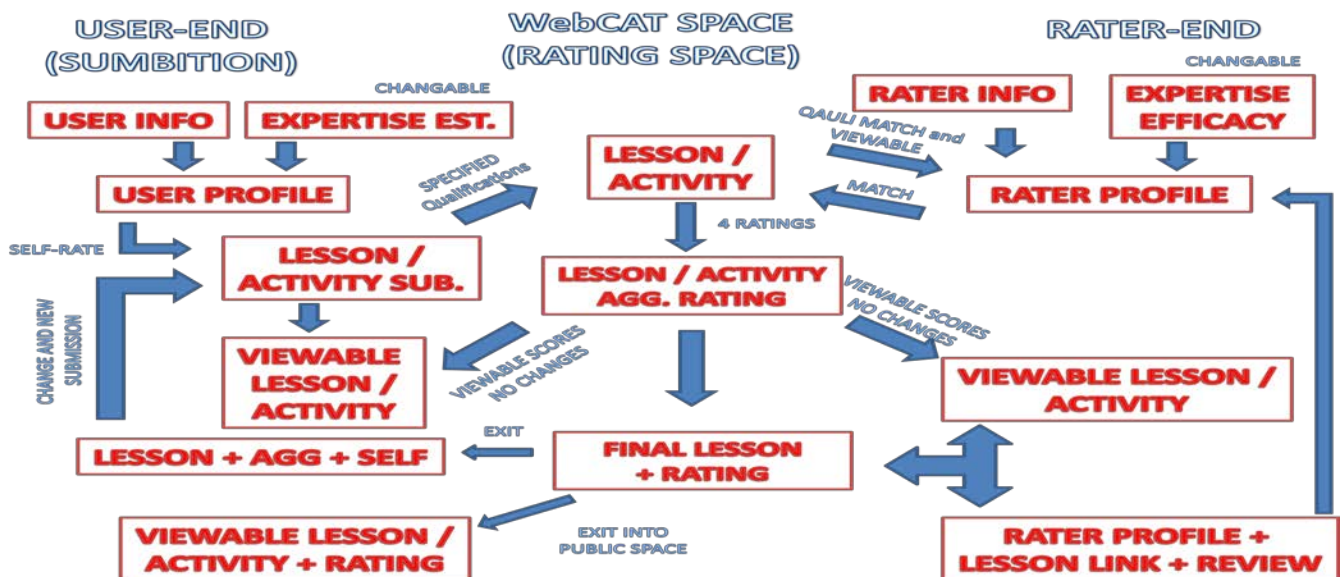 USER-END
(SUMBITION)
WebCAT SPACE
(RATING SPACE)
RATER-END
CHANGABLE
CHANGABLE
USER INFO
EXPERTISE EST.
RATER INFO
EXPERTISE
EFFICACY
QAULI MATCH and
VIEWABLE
LESSON /
ACTIVITY
SPECIFIED
Qualifications
USER PROFILE
MATCH
RATER PROFILE
4 RATINGS
SELF-RATE
LESSON /
ACTIVITY SUB.
LESSON / ACTIVITY
AGG. RATING
VIEWABLE SCORES
NO CHANGES
VIEWABLE SCORES
NO CHANGES
CHANGE AND NEW
SUBMISSION
VIEWABLE
LESSON /
ACTIVITY
VIEWABLE LESSON /
ACTIVITY
EXIT
LESSON + AGG + SELF
FINAL LESSON
+ RATING
VIEWABLE LESSON /
ACTIVITY + RATING
EXIT INTO
PUBLIC SPACE
RATER PROFILE +
LESSON LINK + REVIEW